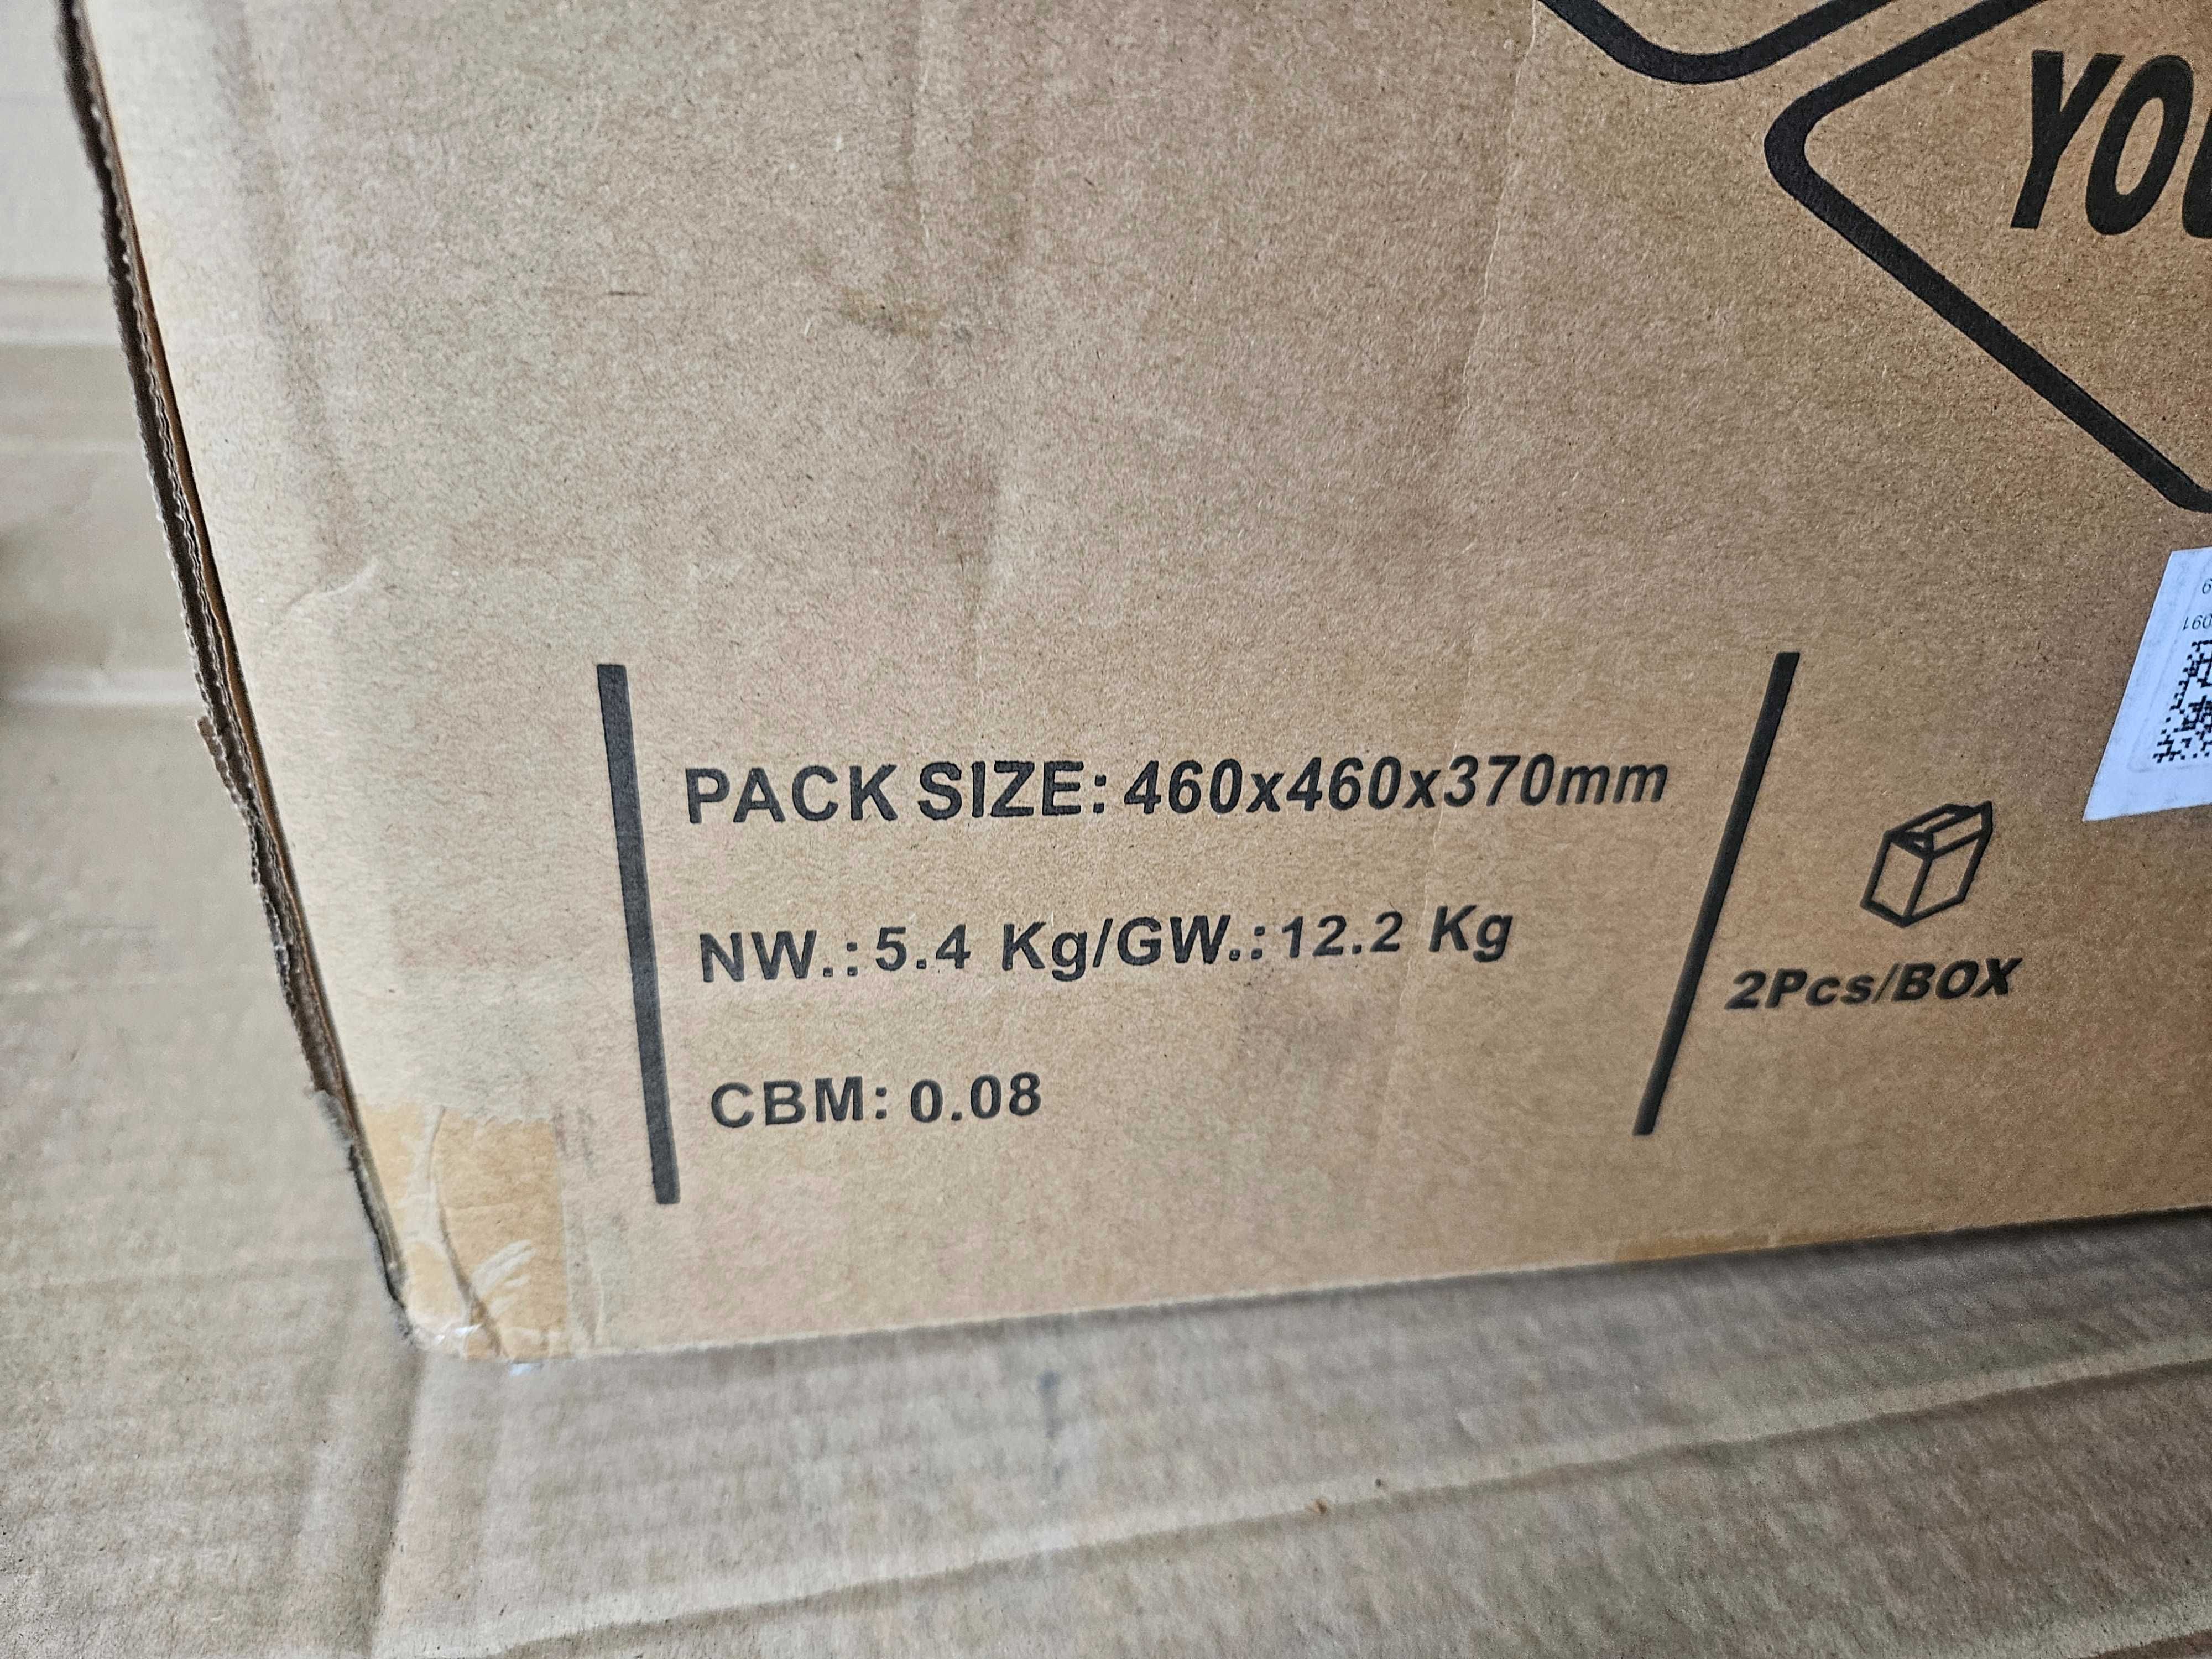 PACK SIZE: 460x460x370mm
NW.: 5.4 Kg/GW.: 12.2 Kg
CBM: 0.08
2Pcs/BOX